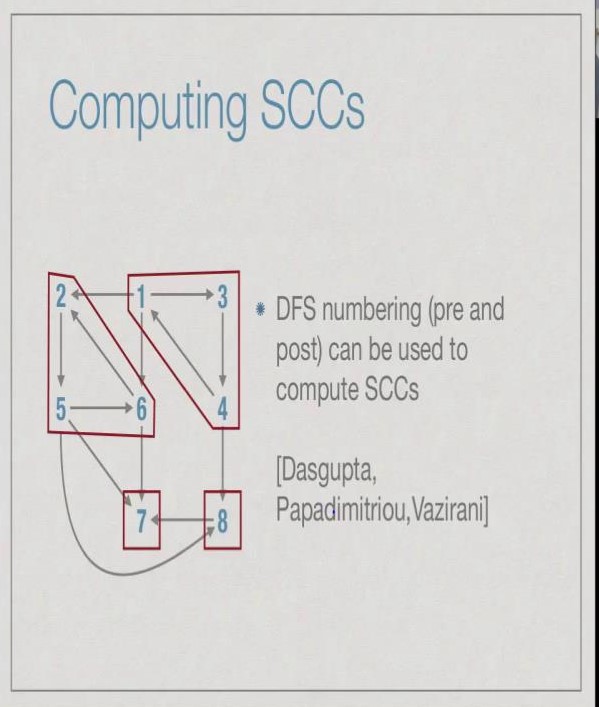 Computing SCCs
2 1 3
5 6 4
7 8
* DFS numbering (pre and
post) can be used to
compute SCCs
[Dasgupta,
Papadimitriou,Vazirani]